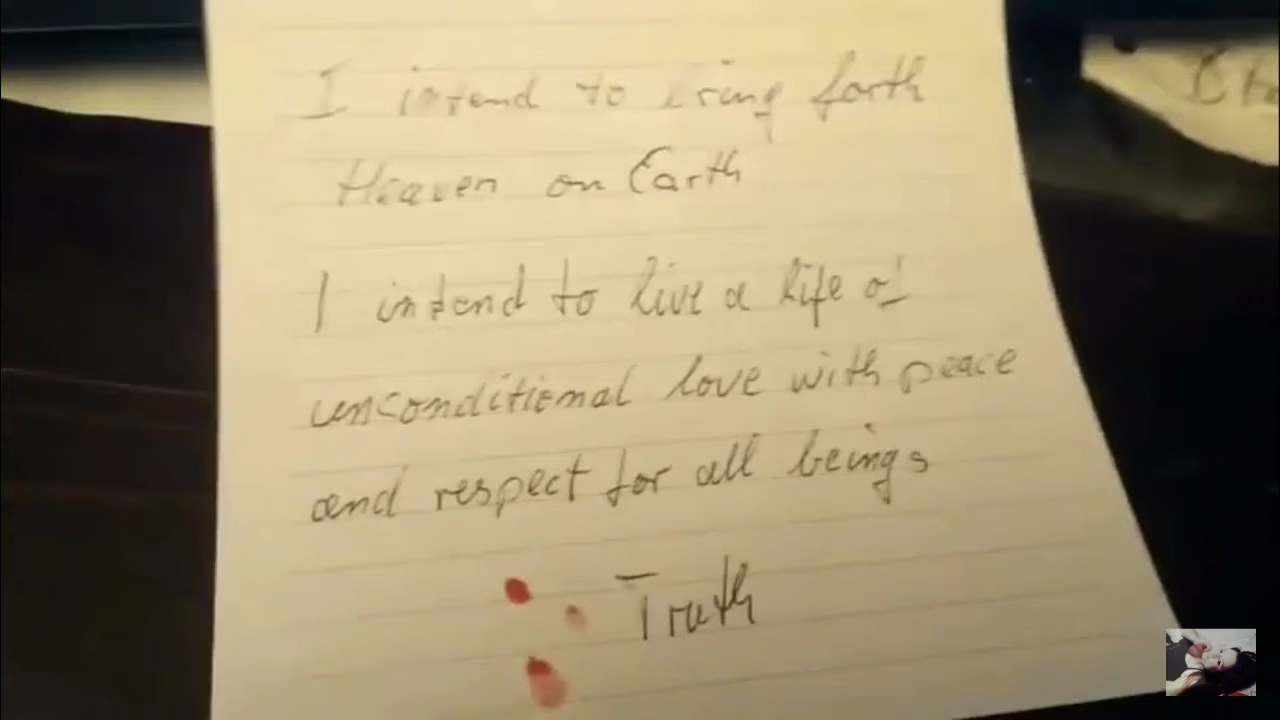 I intend to bring forth
Heaven on Earth
I intend to live a life of
unconditional love with peace
and respect for all beings
Truth